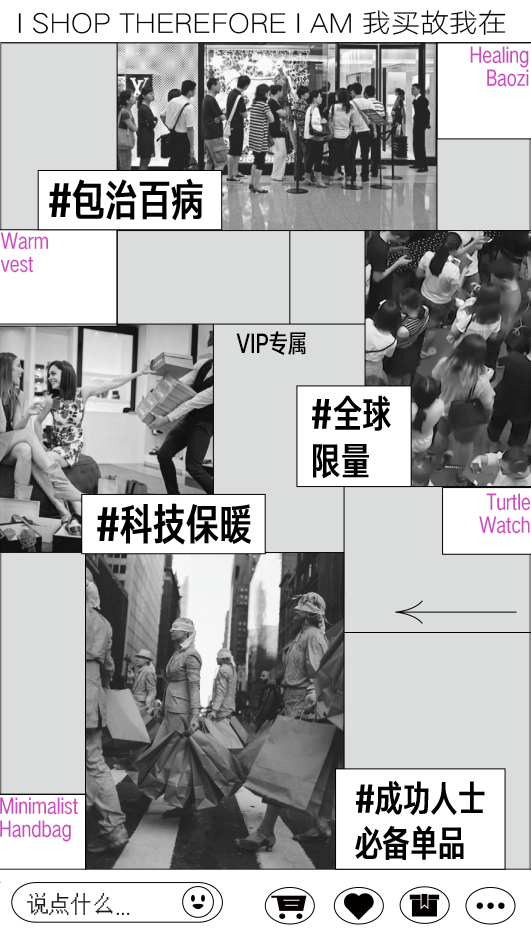 I SHOP THEREFORE I AM 我买故我在
Healing
Baozi
#包治百病
Warm
vest
VIP专属
#全球
限量
Turtle
Watch
#科技保暖
Minimalist
Handbag
#成功人士
必备单品
说点什么...